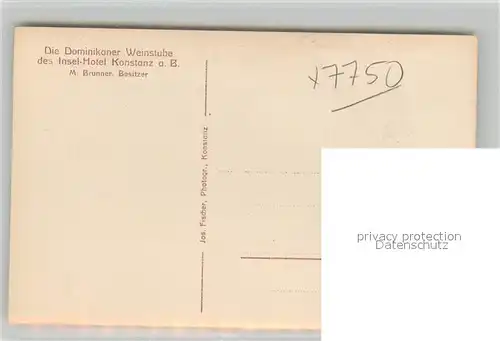 Die Dominikaner Weinstube
des Insel-Hotel Konstanz a. B.
M. Brunner, Besitzer
x7750
Jos. Fischer, Photogr., Konstanz
privacy protection
Datenschutz